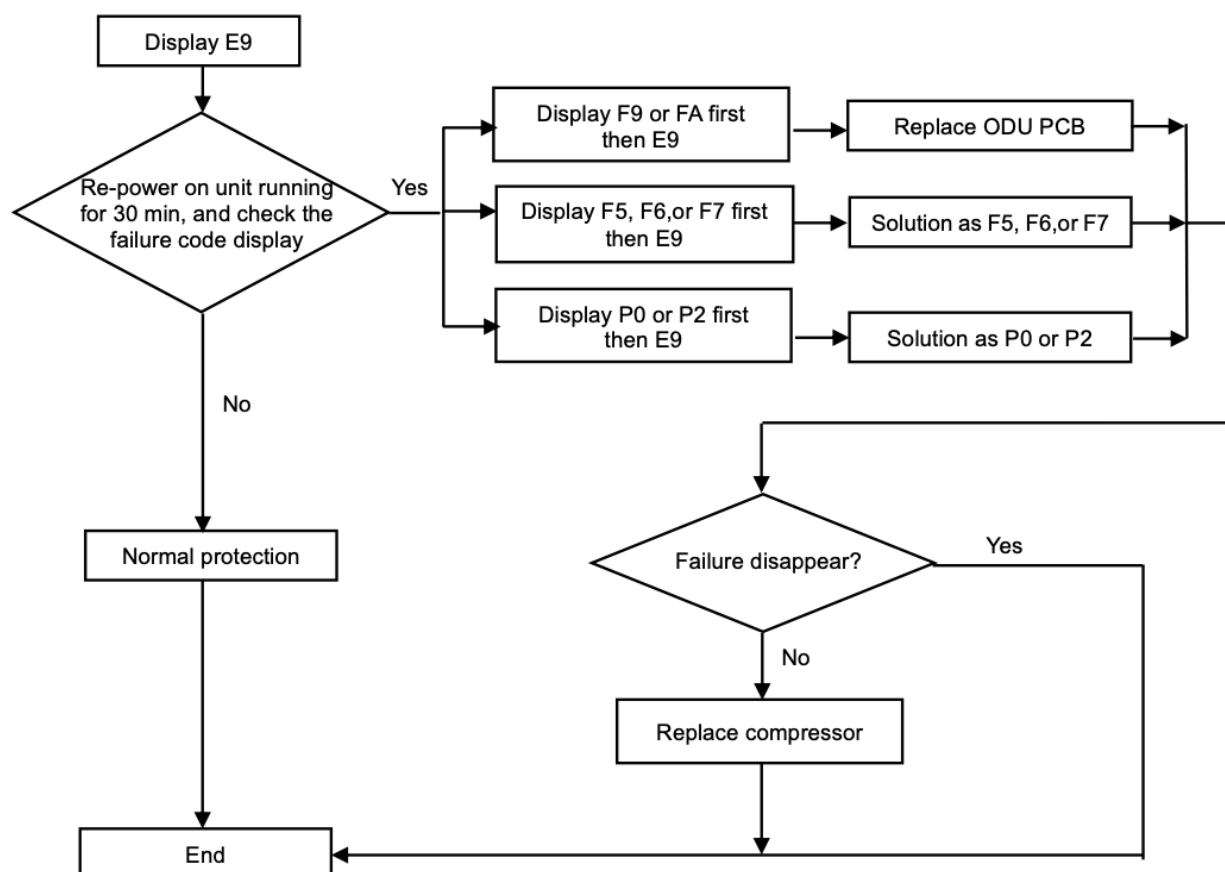 Display E9
Re-power on unit running
for 30 min, and check the
failure code display
Yes
Display F9 or FA first
then E9
Replace ODU PCB
Display F5, F6,or F7 first
then E9
Solution as F5, F6,or F7
Display P0 or P2 first
then E9
Solution as P0 or P2
No
Normal protection
Failure disappear?
Yes
No
Replace compressor
End